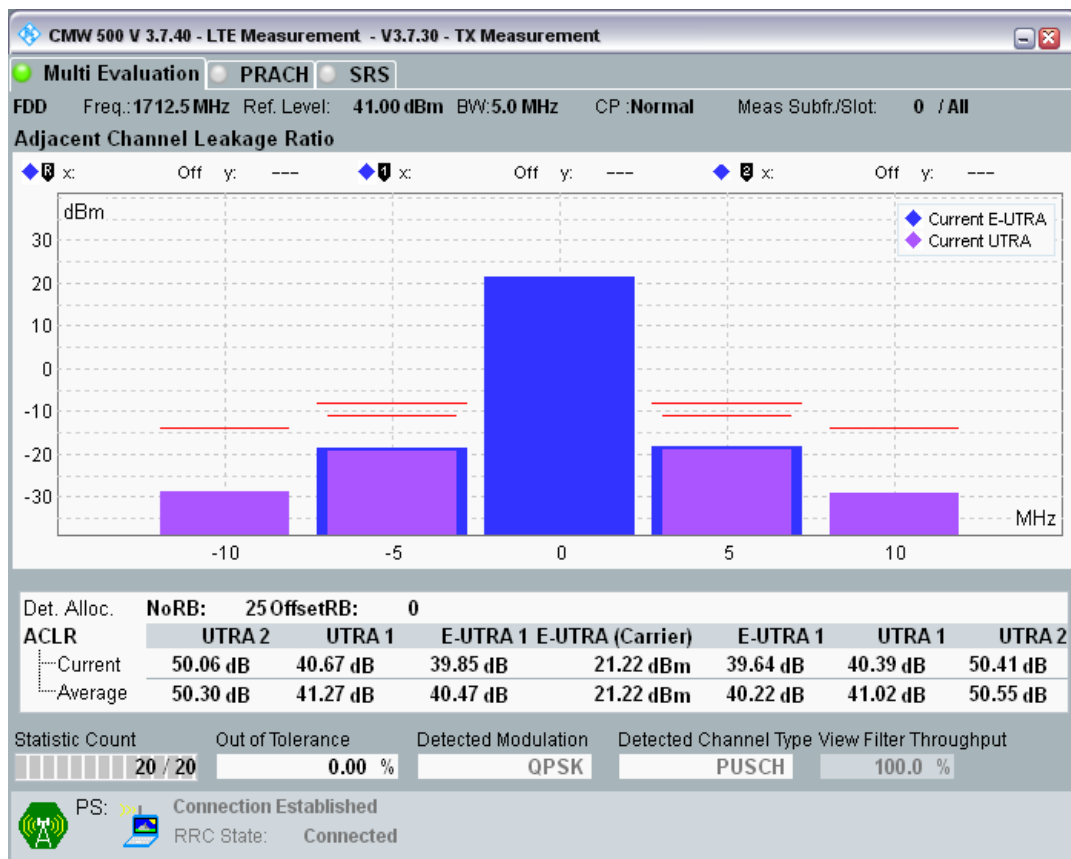 CMW 500 V 3.7.40 - LTE Measurement - V3.7.30 - TX Measurement
Multi Evaluation PRACH SRS
FDD Freq.:1712.5 MHz Ref. Level: 41.00 dBm BW:5.0 MHz CP :Normal Meas Subfr./Slot: 0 / All
Adjacent Channel Leakage Ratio
R x: Off y: --- 1 x: Off y: --- 2 x: Off y: ---
dBm
Current E-UTRA
Current UTRA
30
20
10
0
-10
-20
-30
MHz
-10 -5 0 5 10
Det. Alloc. NoRB: 25 OffsetRB: 0
ACLR UTRA 2 UTRA 1 E-UTRA 1 E-UTRA (Carrier) E-UTRA 1 UTRA 1 UTRA 2
Current 50.06 dB 40.67 dB 39.85 dB 21.22 dBm 39.64 dB 40.39 dB 50.41 dB
Average 50.30 dB 41.27 dB 40.47 dB 21.22 dBm 40.22 dB 41.02 dB 50.55 dB
Statistic Count Out of Tolerance Detected Modulation Detected Channel Type View Filter Throughput
20 / 20 0.00 % QPSK PUSCH 100.0 %
PS: Connection Established
RRC State: Connected